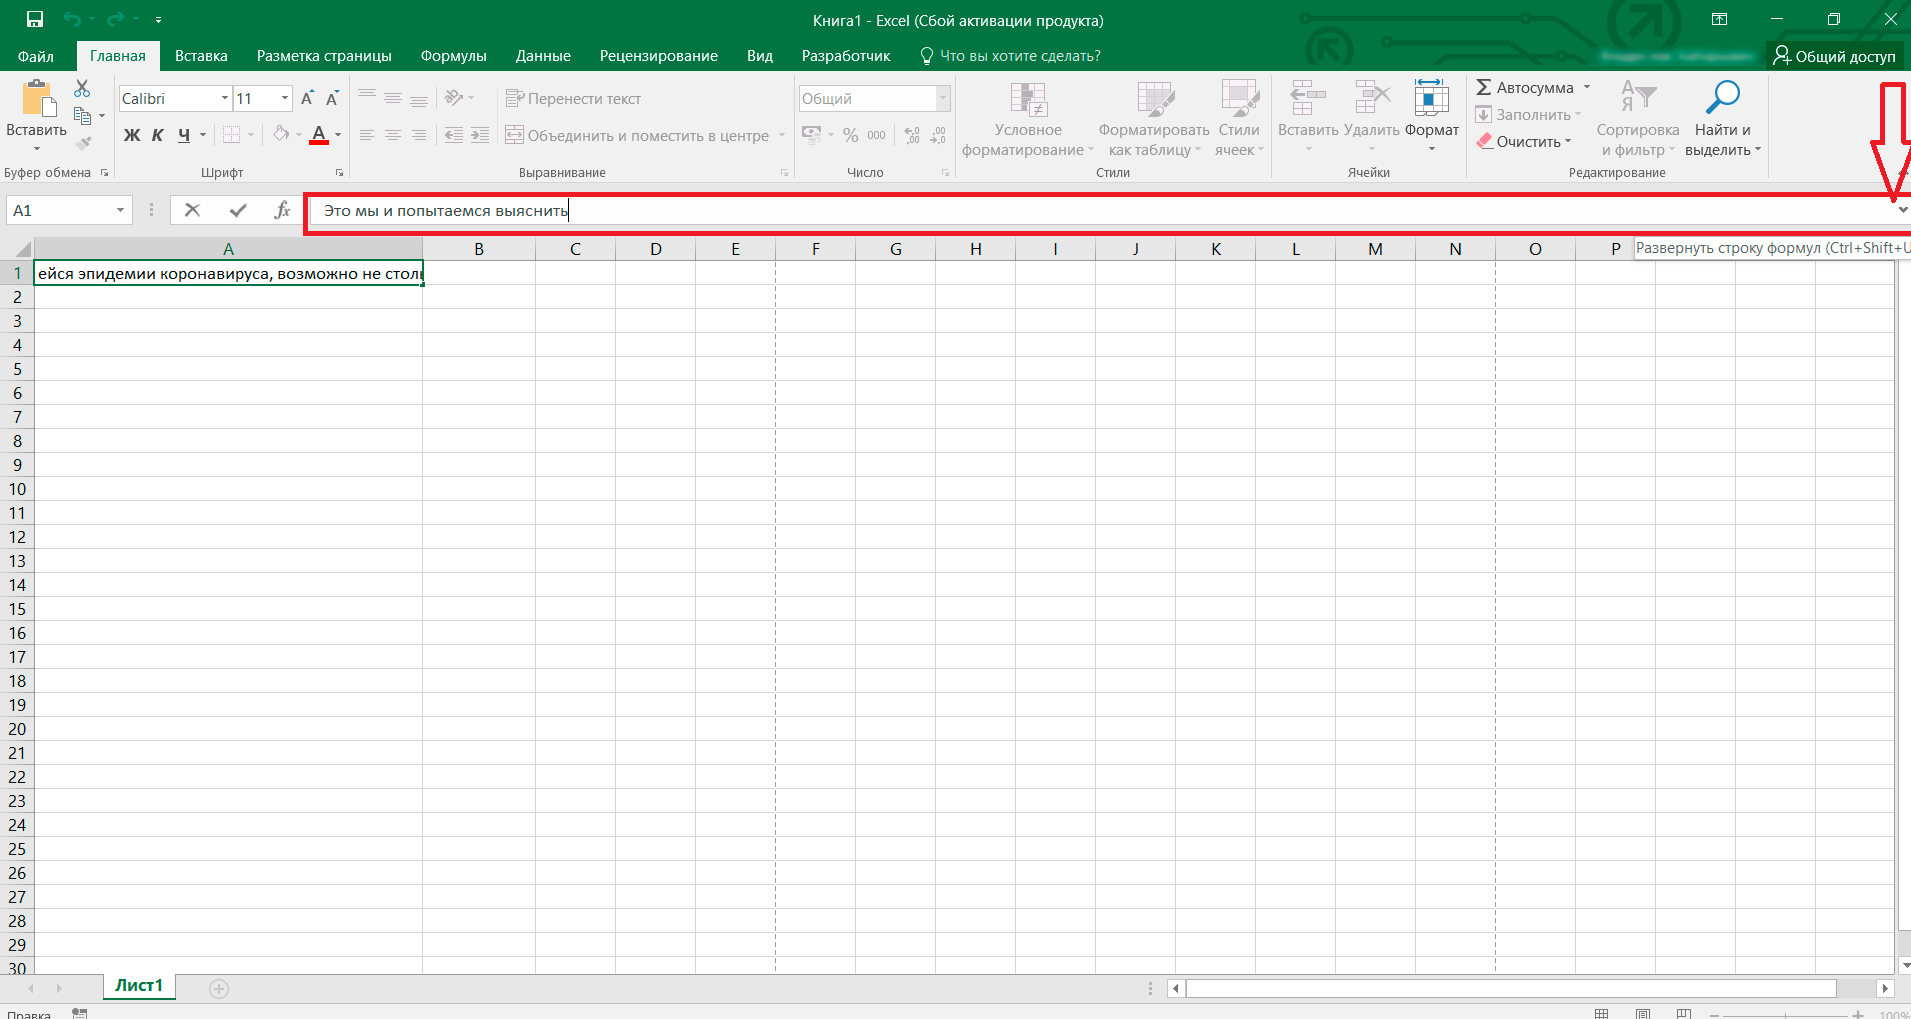 Книга1 - Excel (Сбой активации продукта)
Файл Главная Вставка Разметка страницы Формулы Данные Рецензирование Вид Разработчик Что вы хотите сделать? Общий доступ
Calibri 11 Перенести текст Общий Автосумма
Заполнить
Вставить Ж К Ч А Объединить и поместить в центре % 000 Условное форматирование Форматировать как таблицу Стили ячеек Вставить Удалить Формат Очистить Сортировка и фильтр Найти и выделить
Буфер обмена Шрифт Выравнивание Число Стили Ячейки Редактирование
A1 fx Это мы и попытаемся выяснить
A B C D E F G H I J K L M N O P Развернуть строку формул (Ctrl+Shift+U
1 ейся эпидемии коронавируса, возможно не столь
2
3
4
5
6
7
8
9
10
11
12
13
14
15
16
17
18
19
20
21
22
23
24
25
26
27
28
29
30
Лист1
Правка 100%